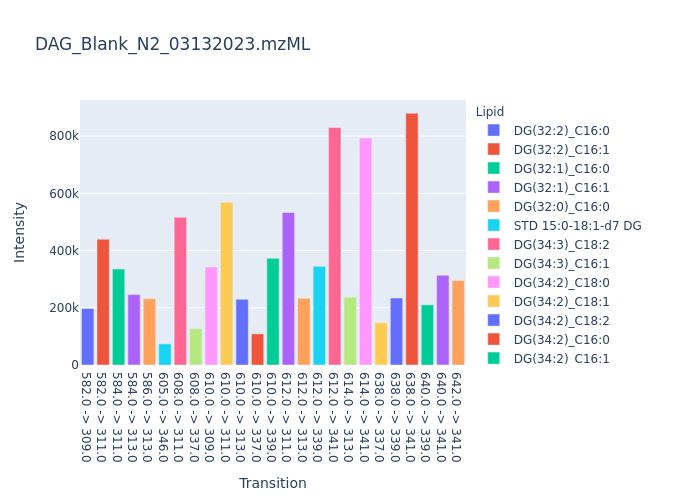 DAG_Blank_N2_03132023.mzML
Intensity
800k
600k
400k
200k
0
582.0 -> 309.0
582.0 -> 311.0
584.0 -> 311.0
584.0 -> 313.0
586.0 -> 313.0
605.0 -> 346.0
608.0 -> 311.0
608.0 -> 337.0
610.0 -> 309.0
610.0 -> 311.0
610.0 -> 313.0
610.0 -> 337.0
610.0 -> 339.0
612.0 -> 311.0
612.0 -> 313.0
612.0 -> 339.0
612.0 -> 341.0
614.0 -> 313.0
614.0 -> 341.0
638.0 -> 337.0
638.0 -> 339.0
638.0 -> 341.0
640.0 -> 339.0
640.0 -> 341.0
642.0 -> 341.0
Transition
Lipid
DG(32:2)_C16:0
DG(32:2)_C16:1
DG(32:1)_C16:0
DG(32:1)_C16:1
DG(32:0)_C16:0
STD 15:0-18:1-d7 DG
DG(34:3)_C18:2
DG(34:3)_C16:1
DG(34:2)_C18:0
DG(34:2)_C18:1
DG(34:2)_C18:2
DG(34:2)_C16:0
DG(34:2)_C16:1